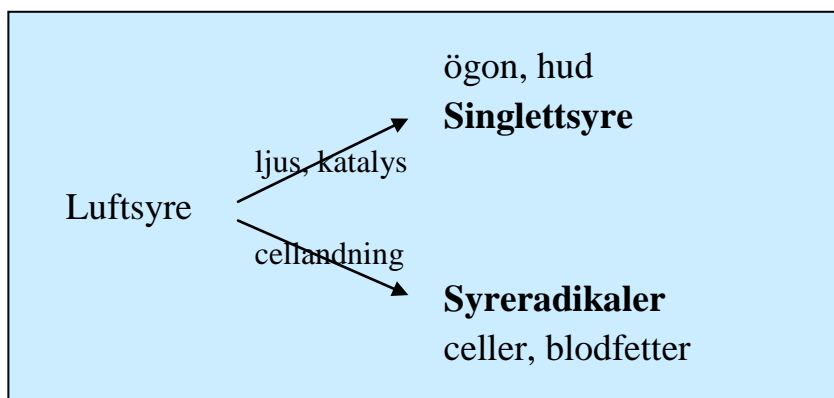 ögon, hud
Singlettsyre
ljus, katalys
Luftsyre
cellandning
Syreradikaler
celler, blodfetter